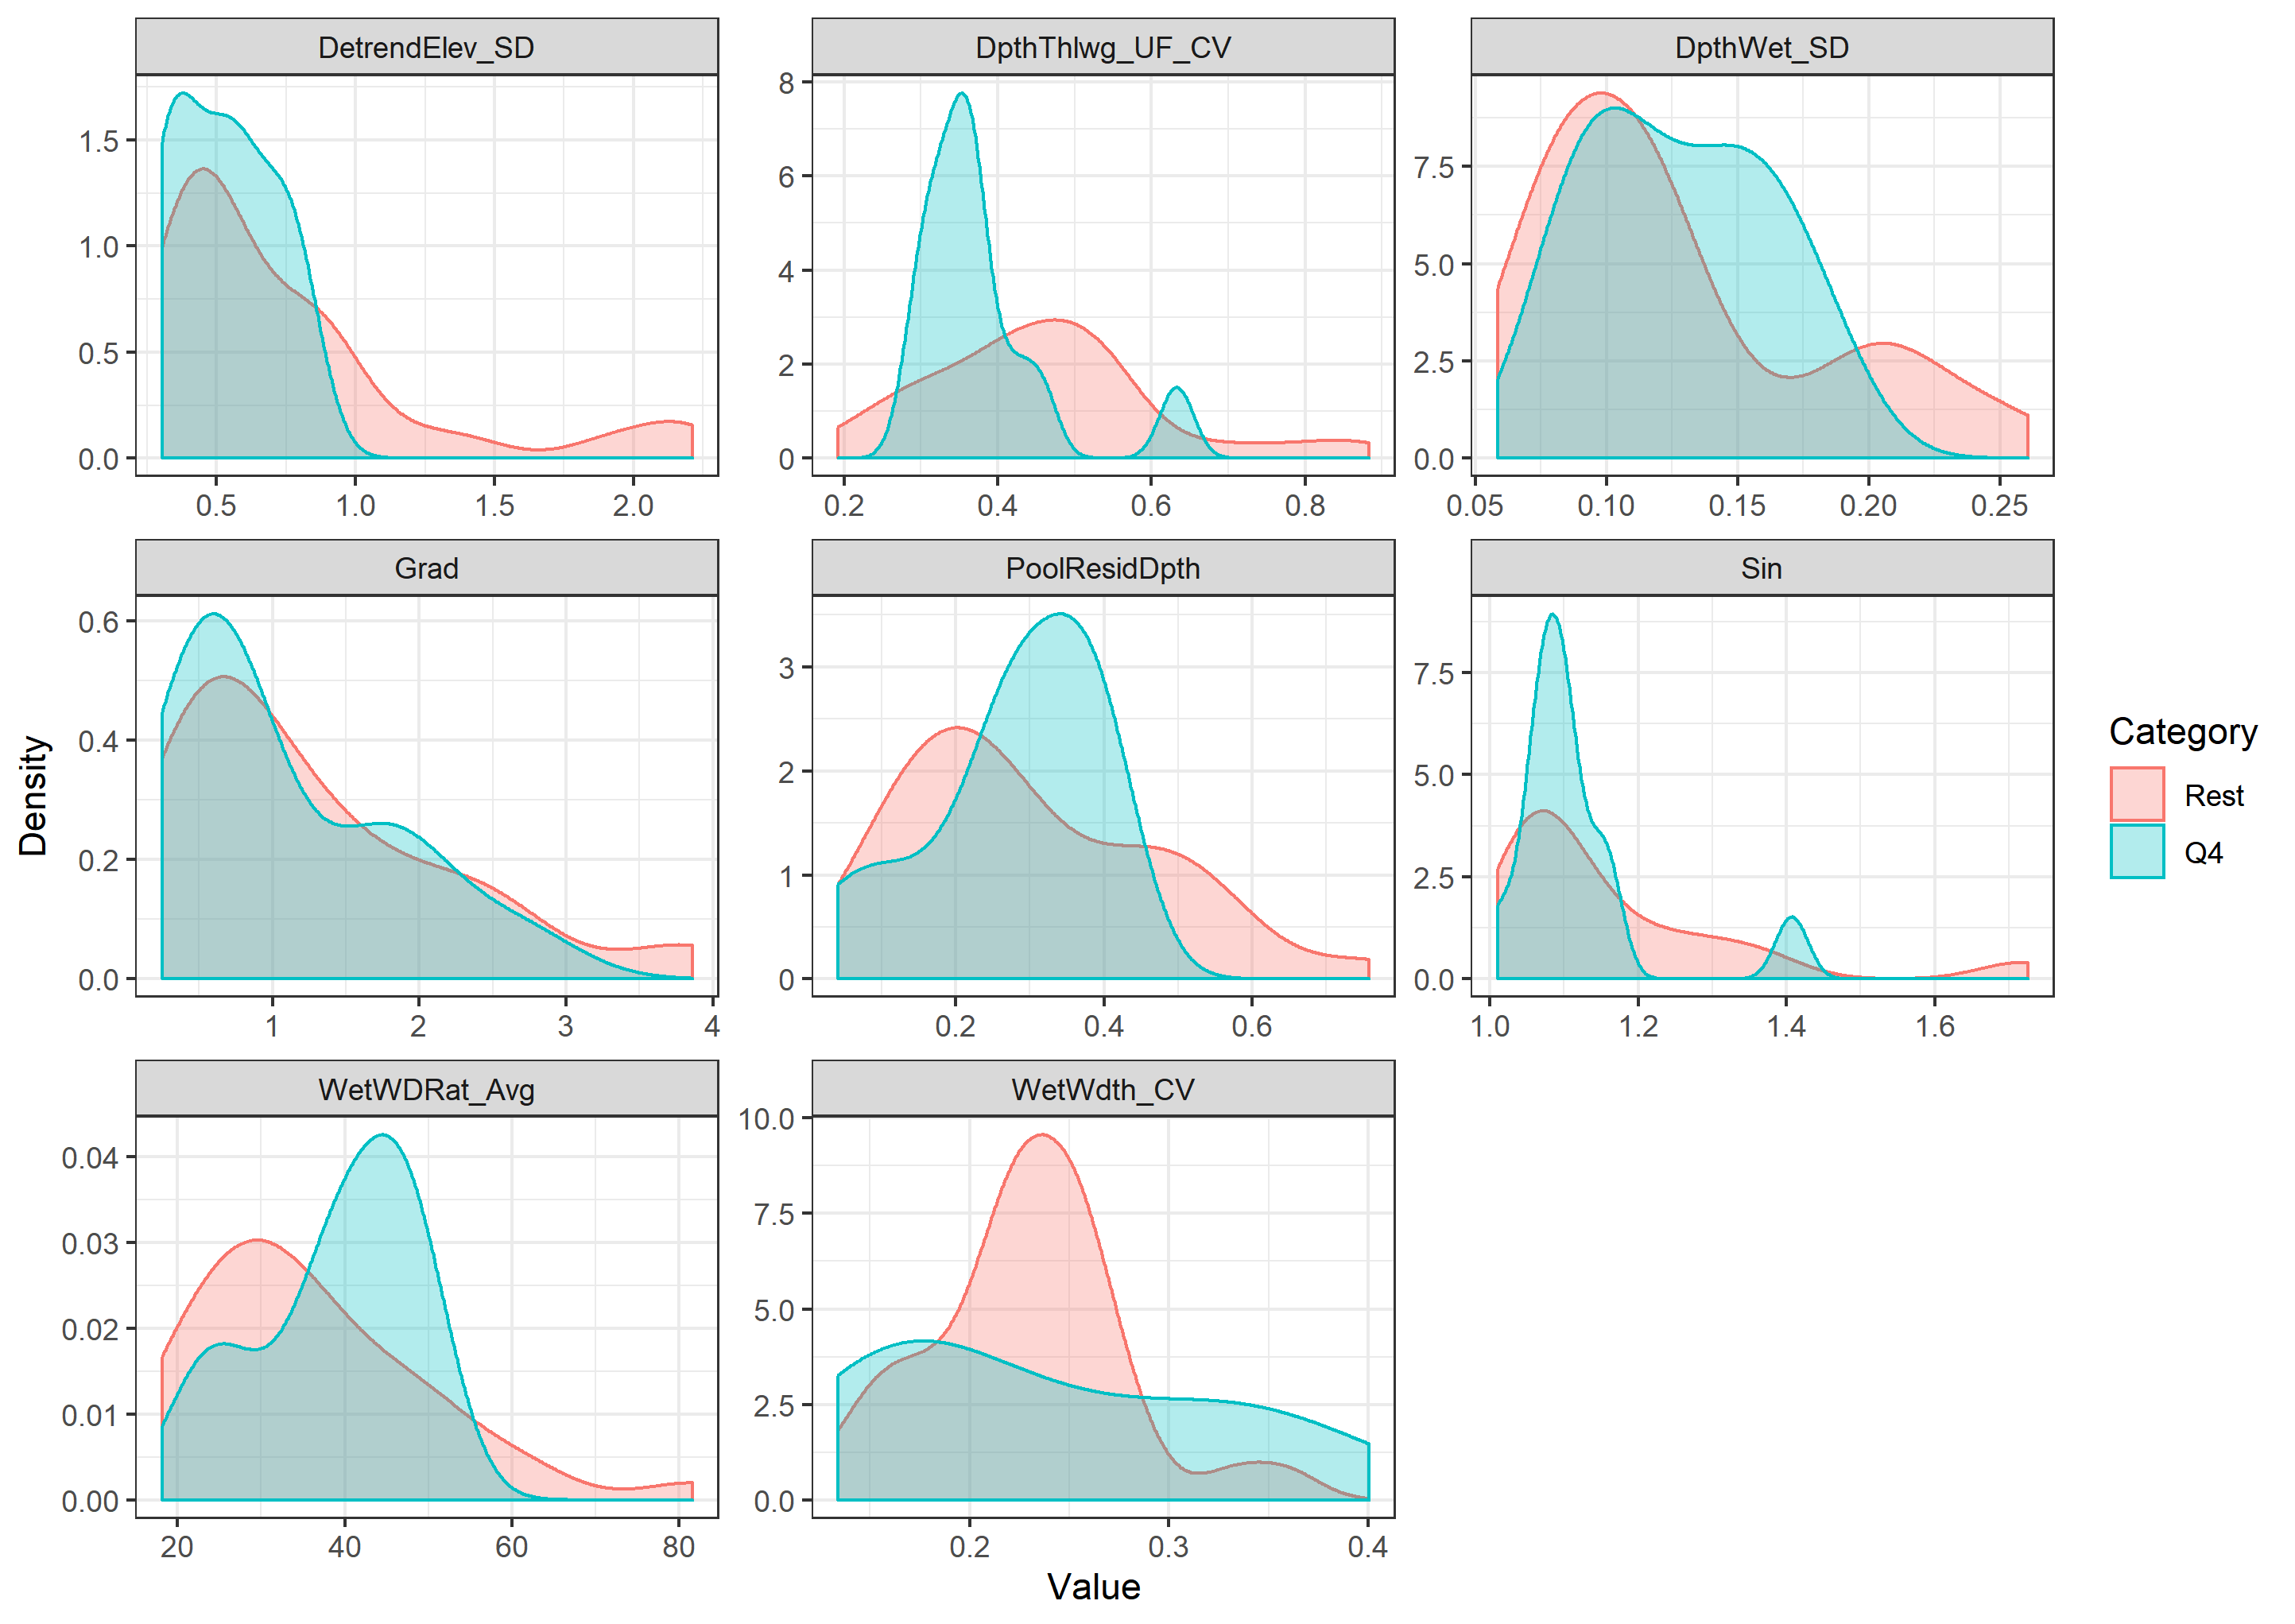 DetrendElev_SD
DpthThlwg_UF_CV
DpthWet_SD
1.5
1.0
0.5
0.0
0.5 1.0 1.5 2.0
8
6
4
2
0
0.2 0.4 0.6 0.8
7.5
5.0
2.5
0.0
0.05 0.10 0.15 0.20 0.25
Grad
PoolResidDpth
Sin
0.6
0.4
0.2
0.0
1 2 3 4
3
2
1
0
0.2 0.4 0.6
7.5
5.0
2.5
0.0
1.0 1.2 1.4 1.6
WetWDRat_Avg
WetWdth_CV
0.04
0.03
0.02
0.01
0.00
20 40 60 80
10.0
7.5
5.0
2.5
0.0
0.2 0.3 0.4
Density
Value
Category
Rest
Q4